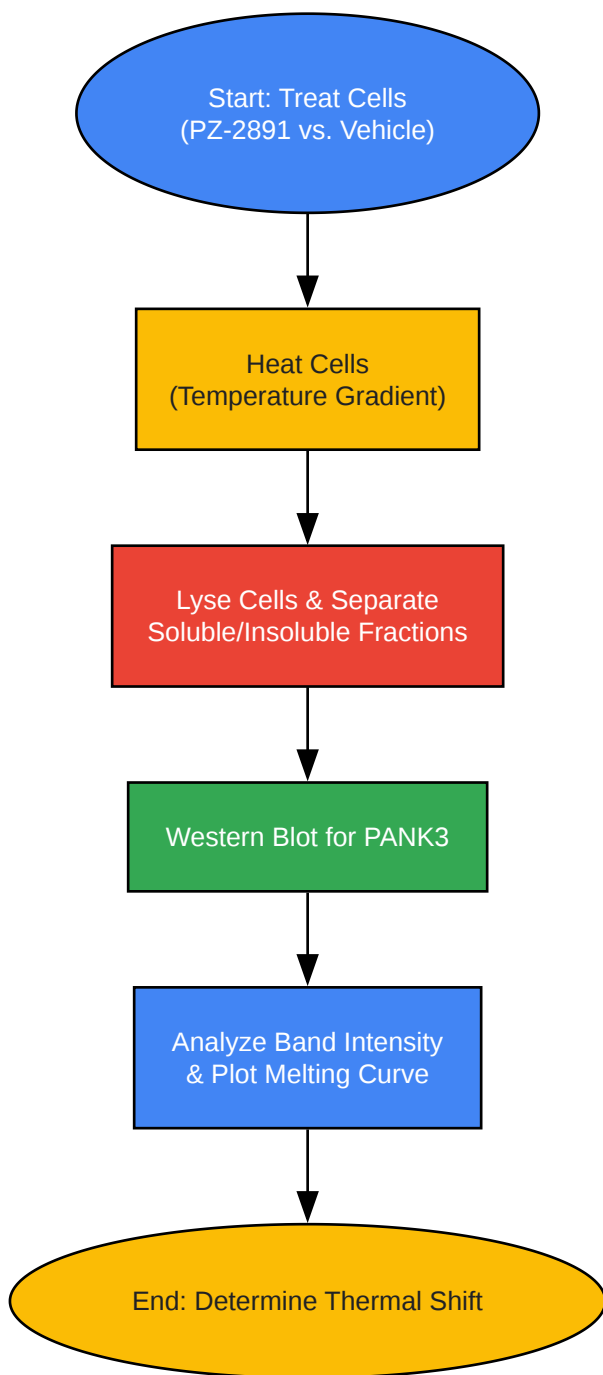 Start: Treat Cells
(PZ-2891 vs. Vehicle)
Heat Cells
(Temperature Gradient)
Lyse Cells & Separate
Soluble/Insoluble Fractions
Western Blot for PANK3
Analyze Band Intensity
& Plot Melting Curve
End: Determine Thermal Shift